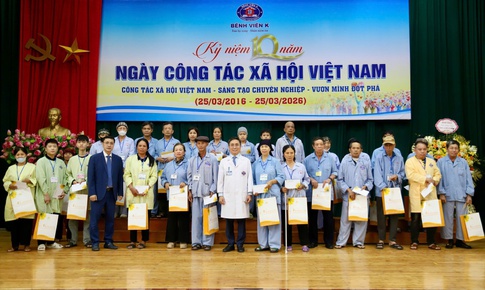 BỆNH VIỆN K
Kỷ niệm 10 năm
NGÀY CÔNG TÁC XÃ HỘI VIỆT NAM
CÔNG TÁC XÃ HỘI VIỆT NAM - SÁNG TẠO CHUYÊN NGHIỆP - VƯƠN MÌNH ĐỘT PHÁ
(25/03/2016 - 25/03/2026)